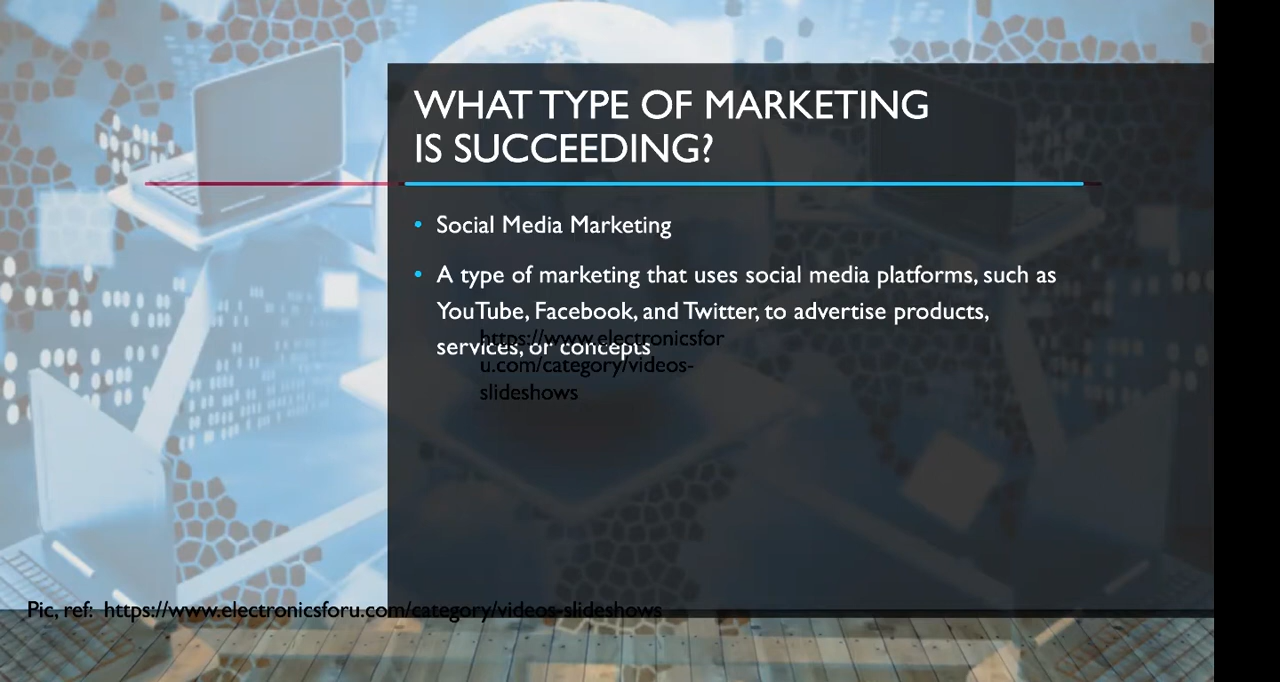 WHAT TYPE OF MARKETING
IS SUCCEEDING?
• Social Media Marketing
• A type of marketing that uses social media platforms, such as
YouTube, Facebook, and Twitter, to advertise products,
services, or concepts
https://www.electronicsfor
u.com/category/videos-
slideshows
Pic, ref: https://www.electronicsforu.com/category/videos-slideshows